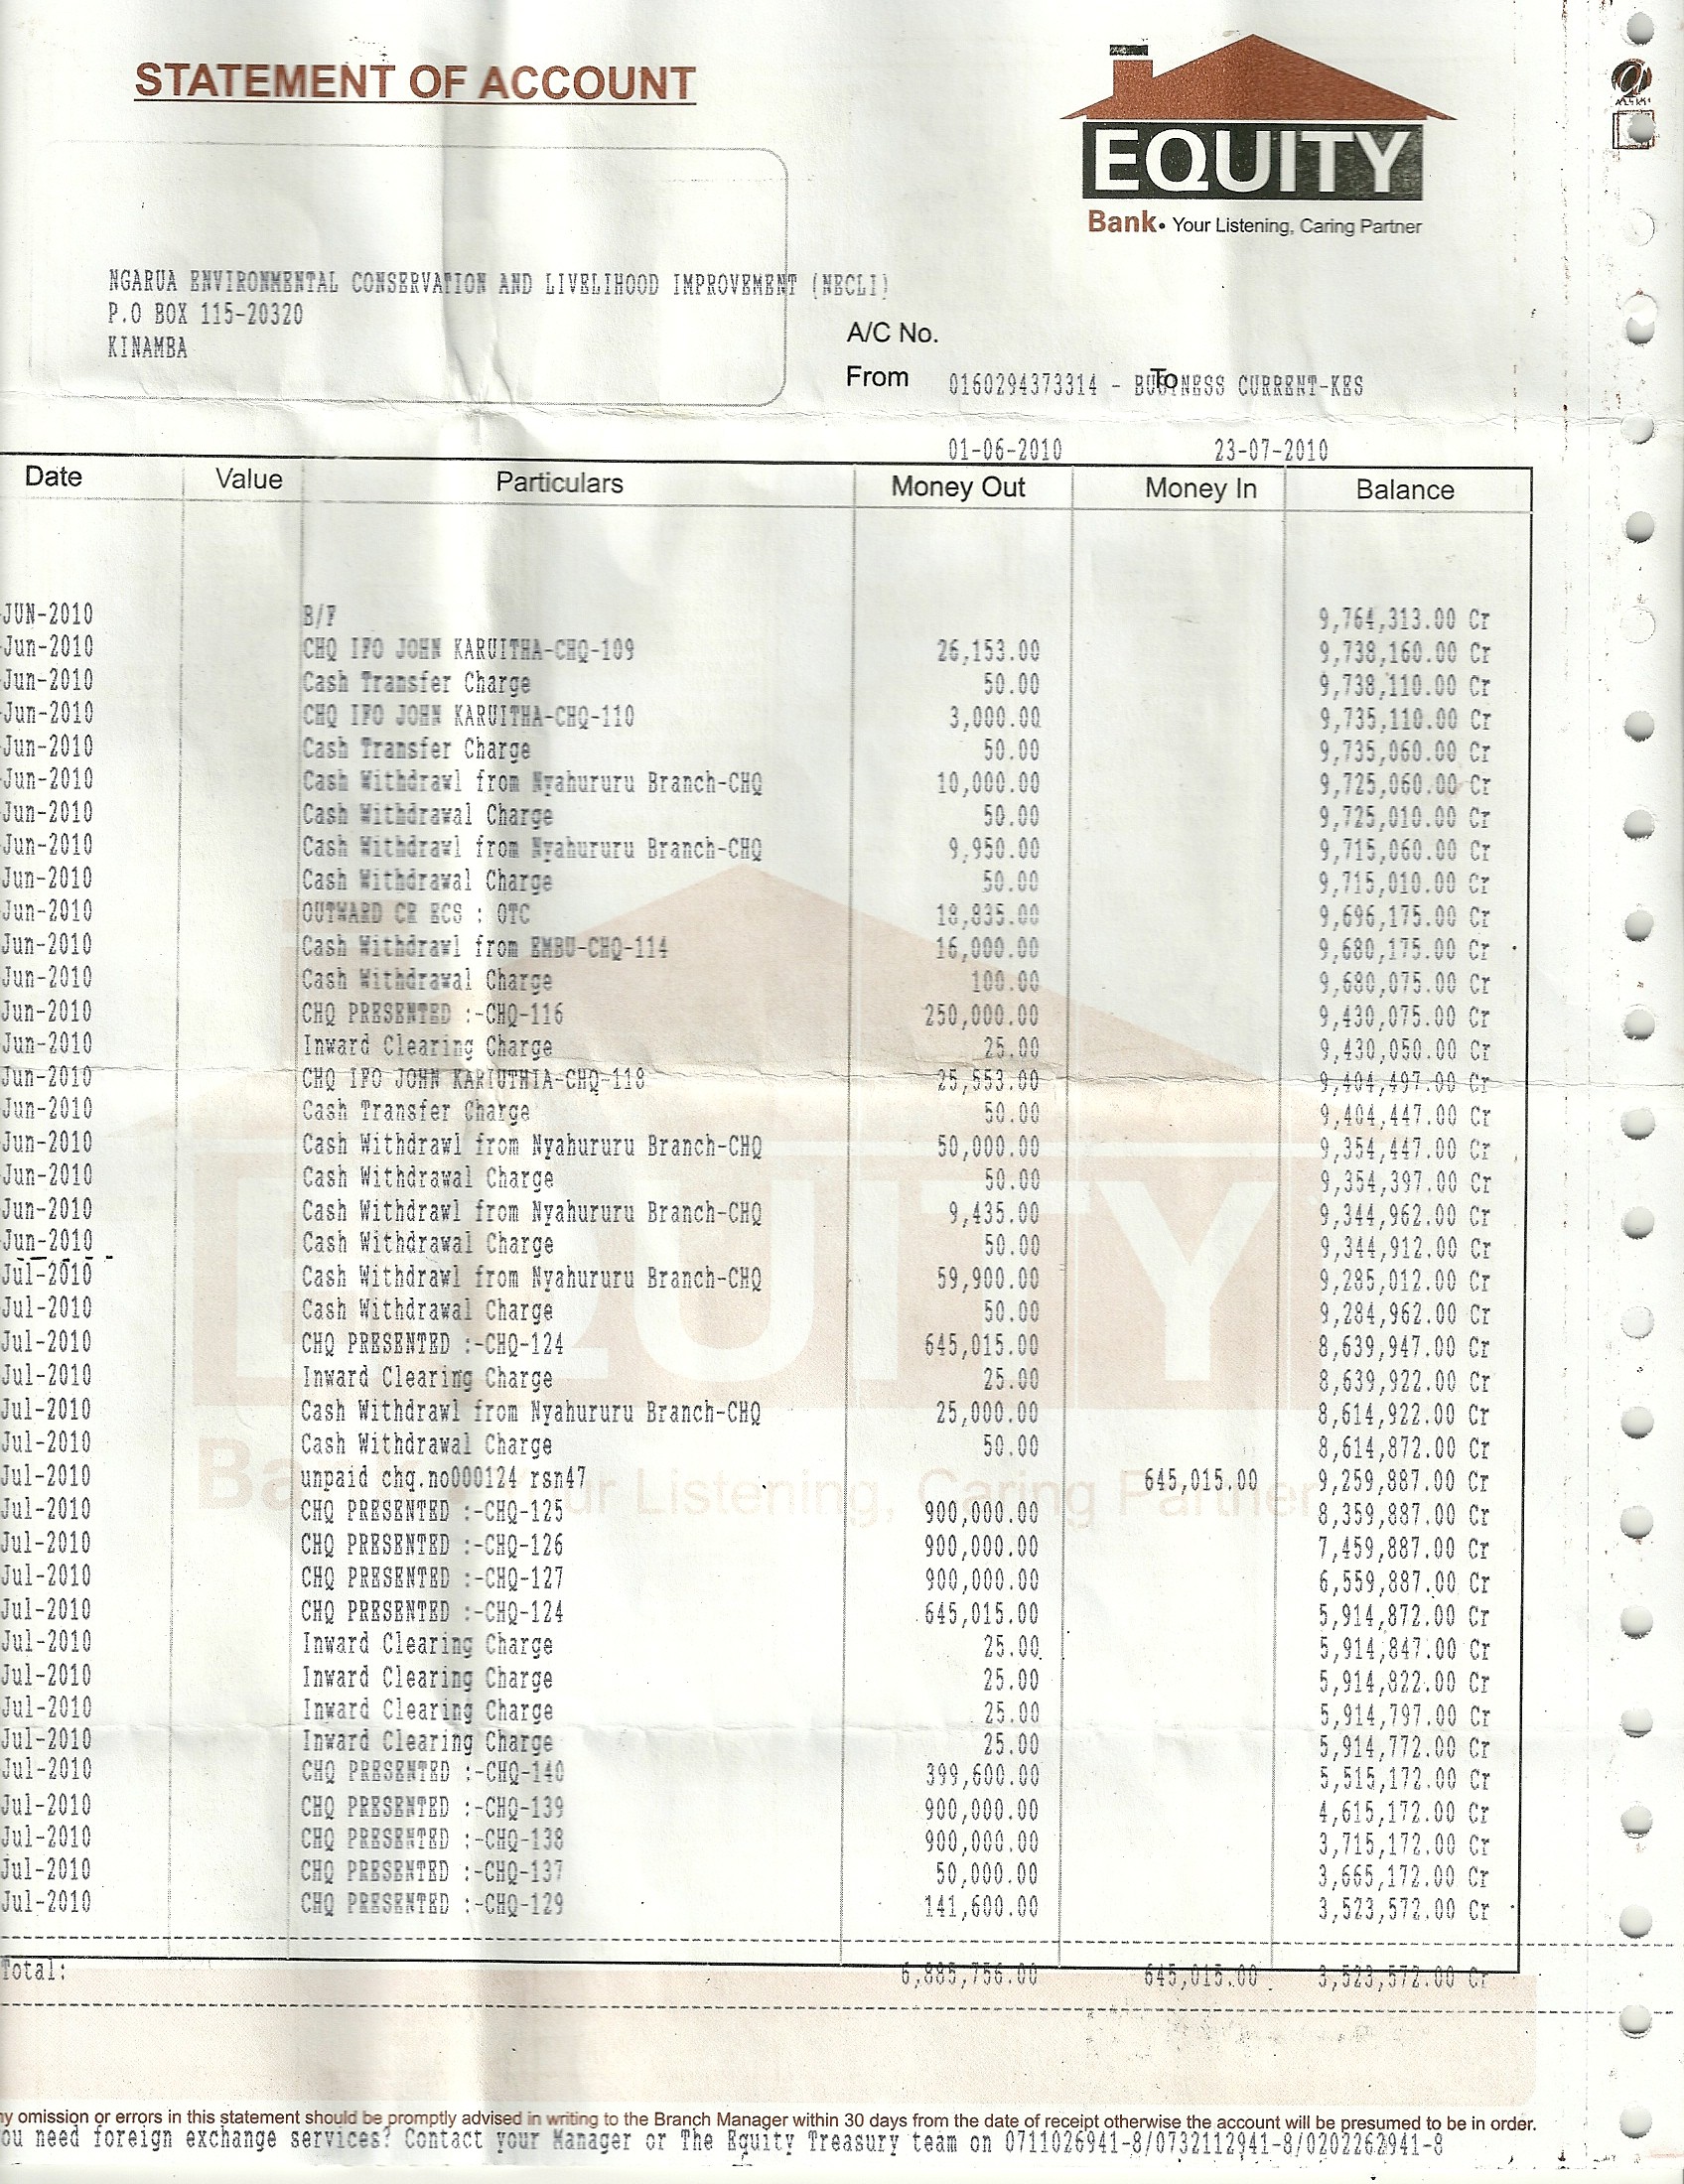 STATEMENT OF ACCOUNT
EQUITY
Bank• Your Listening, Caring Partner
NGARUA ENVIRONMENTAL CONSERVATION AND LIVELIHOOD IMPROVEMENT (NECLI)
P.O BOX 115-20320
KINAMBA
A/C No.
From 0160294373314 - BUSINESS CURRENT-KES To
01-06-2010 23-07-2010
Date Value Particulars Money Out Money In Balance
-JUN-2010 B/F 9,764,313.00 Cr
Jun-2010 CHQ IFO JOHN KARUITHA-CHQ-109 26,153.00 9,738,160.00 Cr
Jun-2010 Cash Transfer Charge 50.00 9,738,110.00 Cr
Jun-2010 CHQ IFO JOHN KARUITHA-CHQ-110 3,000.00 9,735,110.00 Cr
Jun-2010 Cash Transfer Charge 50.00 9,735,060.00 Cr
Jun-2010 Cash Withdrawl from Nyahururu Branch-CHQ 10,000.00 9,725,060.00 Cr
Jun-2010 Cash Withdrawal Charge 50.00 9,725,010.00 Cr
Jun-2010 Cash Withdrawl from Nyahururu Branch-CHQ 9,950.00 9,715,060.00 Cr
Jun-2010 Cash Withdrawal Charge 50.00 9,715,010.00 Cr
Jun-2010 OUTWARD CR ECS : OTC 18,835.00 9,696,175.00 Cr
Jun-2010 Cash Withdrawl from EMBU-CHQ-114 16,000.00 9,680,175.00 Cr
Jun-2010 Cash Withdrawal Charge 100.00 9,680,075.00 Cr
Jun-2010 CHQ PRESENTED :-CHQ-116 250,000.00 9,430,075.00 Cr
Jun-2010 Inward Clearing Charge 25.00 9,430,050.00 Cr
Jun-2010 CHQ IFO JOHN KARIUTHIA-CHQ-118 25,553.00 9,404,497.00 Cr
Jun-2010 Cash Transfer Charge 50.00 9,404,447.00 Cr
Jun-2010 Cash Withdrawl from Nyahururu Branch-CHQ 50,000.00 9,354,447.00 Cr
Jun-2010 Cash Withdrawal Charge 50.00 9,354,397.00 Cr
Jun-2010 Cash Withdrawl from Nyahururu Branch-CHQ 9,435.00 9,344,962.00 Cr
Jun-2010 Cash Withdrawal Charge 50.00 9,344,912.00 Cr
Jul-2010 Cash Withdrawl from Nyahururu Branch-CHQ 59,900.00 9,285,012.00 Cr
Jul-2010 Cash Withdrawal Charge 50.00 9,284,962.00 Cr
Jul-2010 CHQ PRESENTED :-CHQ-124 645,015.00 8,639,947.00 Cr
Jul-2010 Inward Clearing Charge 25.00 8,639,922.00 Cr
Jul-2010 Cash Withdrawl from Nyahururu Branch-CHQ 25,000.00 8,614,922.00 Cr
Jul-2010 Cash Withdrawal Charge 50.00 8,614,872.00 Cr
Jul-2010 unpaid chq.no000124 rsn47 645,015.00 9,259,887.00 Cr
Jul-2010 CHQ PRESENTED :-CHQ-125 900,000.00 8,359,887.00 Cr
Jul-2010 CHQ PRESENTED :-CHQ-126 900,000.00 7,459,887.00 Cr
Jul-2010 CHQ PRESENTED :-CHQ-127 900,000.00 6,559,887.00 Cr
Jul-2010 CHQ PRESENTED :-CHQ-124 645,015.00 5,914,872.00 Cr
Jul-2010 Inward Clearing Charge 25.00 5,914,847.00 Cr
Jul-2010 Inward Clearing Charge 25.00 5,914,822.00 Cr
Jul-2010 Inward Clearing Charge 25.00 5,914,797.00 Cr
Jul-2010 Inward Clearing Charge 25.00 5,914,772.00 Cr
Jul-2010 CHQ PRESENTED :-CHQ-140 399,600.00 5,515,172.00 Cr
Jul-2010 CHQ PRESENTED :-CHQ-139 900,000.00 4,615,172.00 Cr
Jul-2010 CHQ PRESENTED :-CHQ-138 900,000.00 3,715,172.00 Cr
Jul-2010 CHQ PRESENTED :-CHQ-137 50,000.00 3,665,172.00 Cr
Jul-2010 CHQ PRESENTED :-CHQ-129 141,600.00 3,523,572.00 Cr
Total: 6,885,756.00 645,015.00 3,523,572.00 Cr
ny omission or errors in this statement should be promptly advised in writing to the Branch Manager within 30 days from the date of receipt otherwise the account will be presumed to be in order.
ou need foreign exchange services? Contact your Manager or The Equity Treasury team on 0711026941-8/0732112941-8/0202262941-8